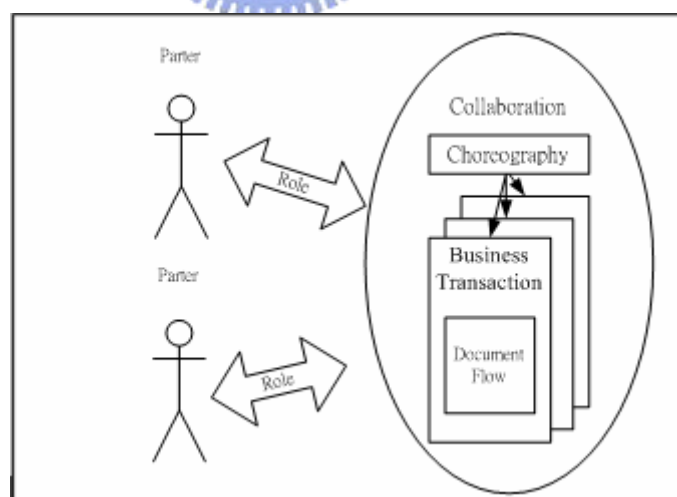 Parter
Role
Parter
Role
Collaboration
Choreography
Business
Transaction
Document
Flow